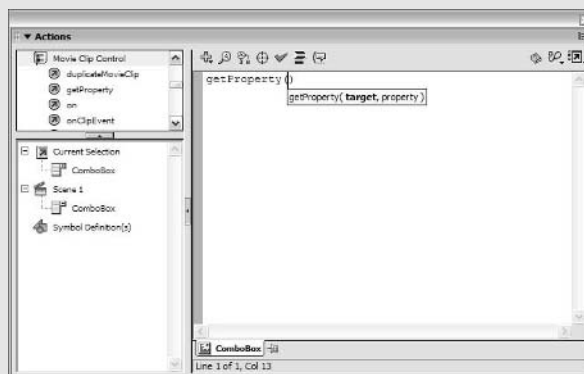 Actions
Movie Clip Control
duplicateMovieClip
getProperty
on
onClipEvent
Current Selection
ComboBox
Scene 1
ComboBox
Symbol Definition(s)
getProperty()
getProperty( target, property )
ComboBox
Line 1 of 1, Col 13